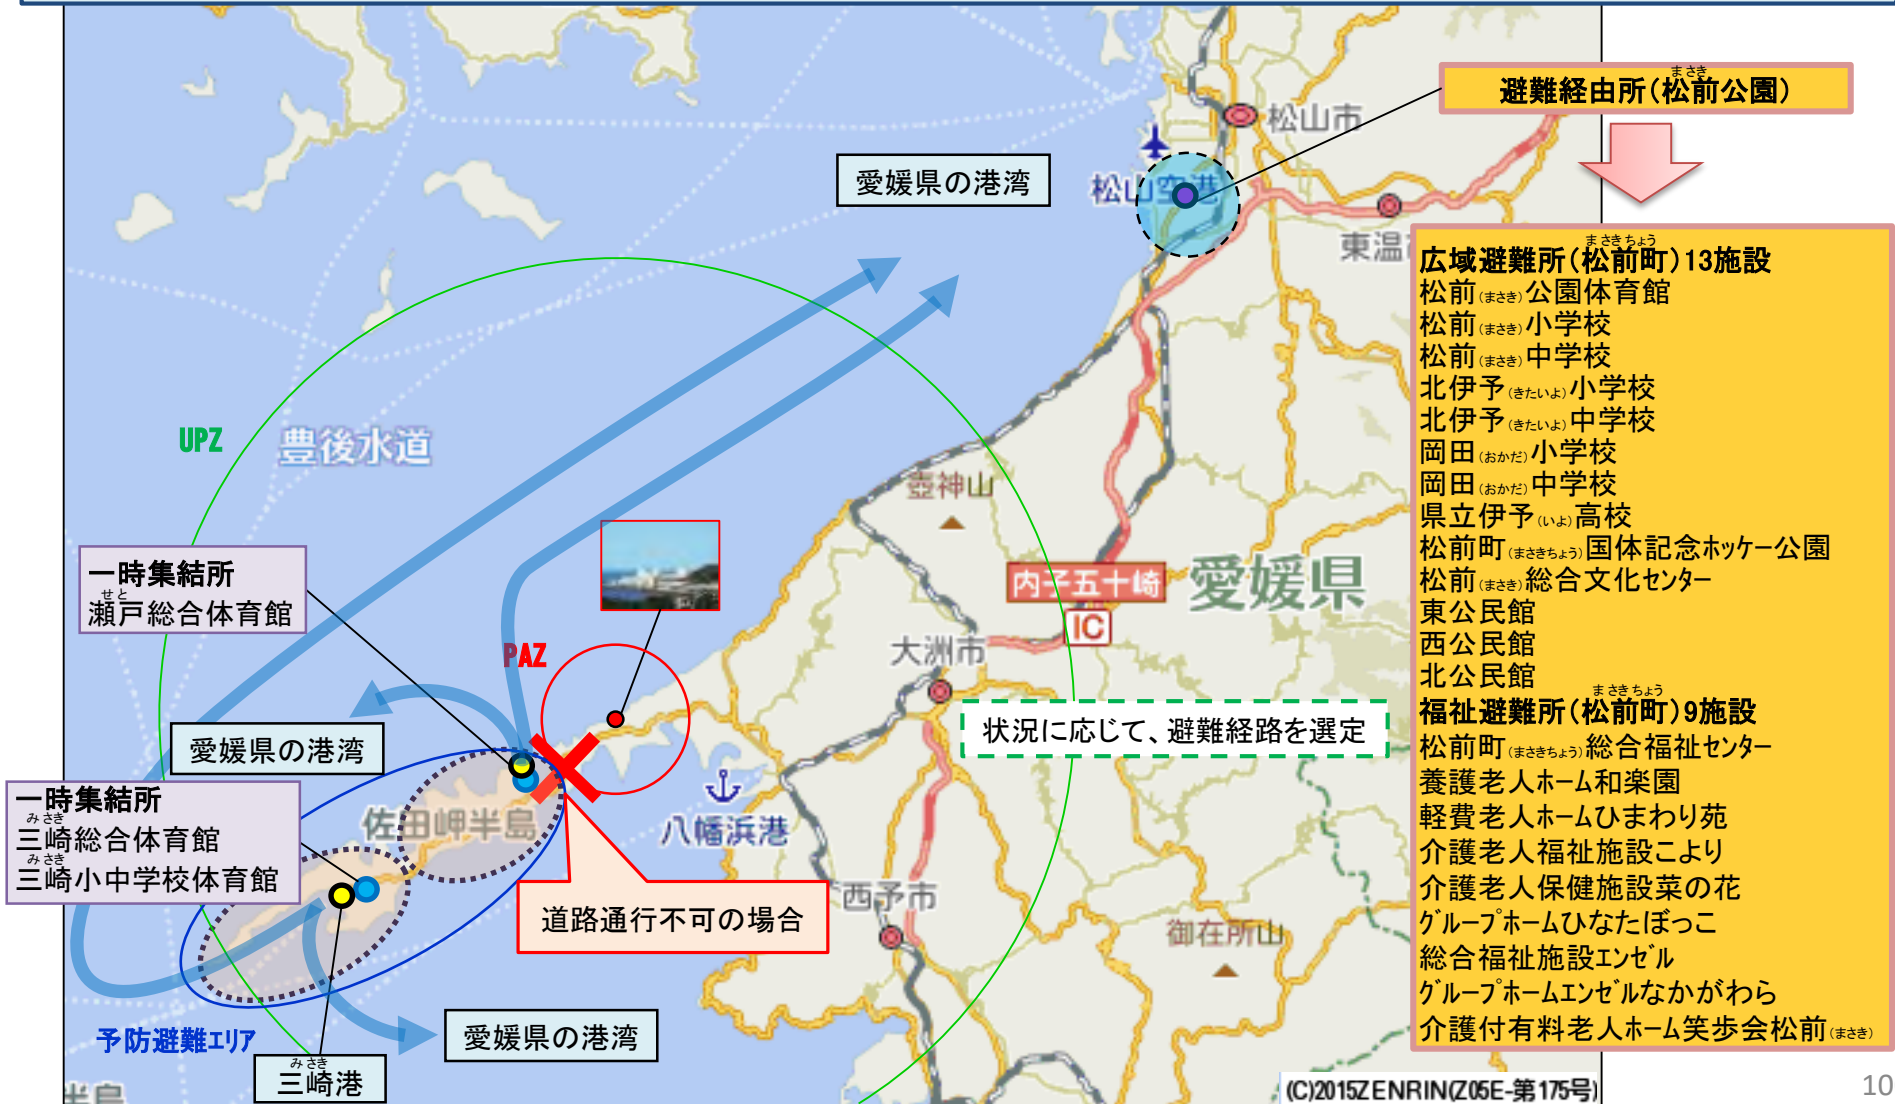 避難経由所(松前公園)
まさき
松山市
愛媛県の港湾
松山空港
東温
まさきちょう
広域避難所(松前町)13施設
松前(まさき)公園体育館
松前(まさき)小学校
松前(まさき)中学校
北伊予(きたいよ)小学校
北伊予(きたいよ)中学校
岡田(おかだ)小学校
岡田(おかだ)中学校
県立伊予(いよ)高校
松前町(まさきちょう)国体記念ホッケー公園
松前(まさき)総合文化センター
東公民館
西公民館
北公民館
まさきちょう
福祉避難所(松前町)9施設
松前町(まさきちょう)総合福祉センター
養護老人ホーム和楽園
軽費老人ホームひまわり苑
介護老人福祉施設こより
介護老人保健施設菜の花
グループホームひなたぼっこ
総合福祉施設エンゼル
グループホームエンゼルなかがわら
介護付有料老人ホーム笑歩会松前(まさき)
UPZ
豊後水道
壺神山
一時集結所
せと
瀬戸総合体育館
内子五十崎
IC
愛媛県
PAZ
大洲市
状況に応じて、避難経路を選定
愛媛県の港湾
一時集結所
みさき
三崎総合体育館
みさき
三崎小中学校体育館
佐田岬半島
八幡浜港
道路通行不可の場合
西予市
御在所山
予防避難エリア
愛媛県の港湾
みさき
三崎港
半島
(C)2015ZENRIN(Z05E-第175号)
10